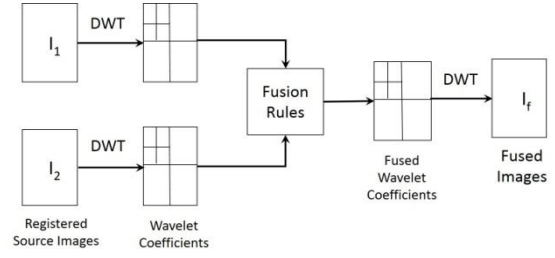 I1
DWT
I2
DWT
Registered
Source Images
Wavelet
Coefficients
Fusion
Rules
Fused
Wavelet
Coefficients
DWT
If
Fused
Images